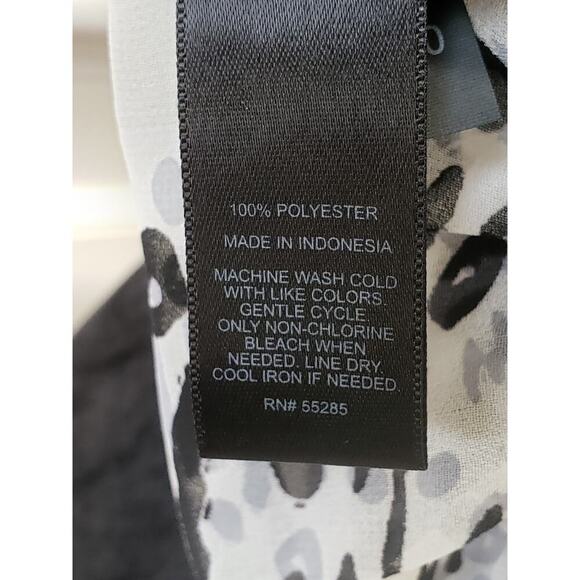 100% POLYESTER
MADE IN INDONESIA
MACHINE WASH COLD
WITH LIKE COLORS.
GENTLE CYCLE.
ONLY NON-CHLORINE
BLEACH WHEN
NEEDED. LINE DRY.
COOL IRON IF NEEDED.
RN# 55285